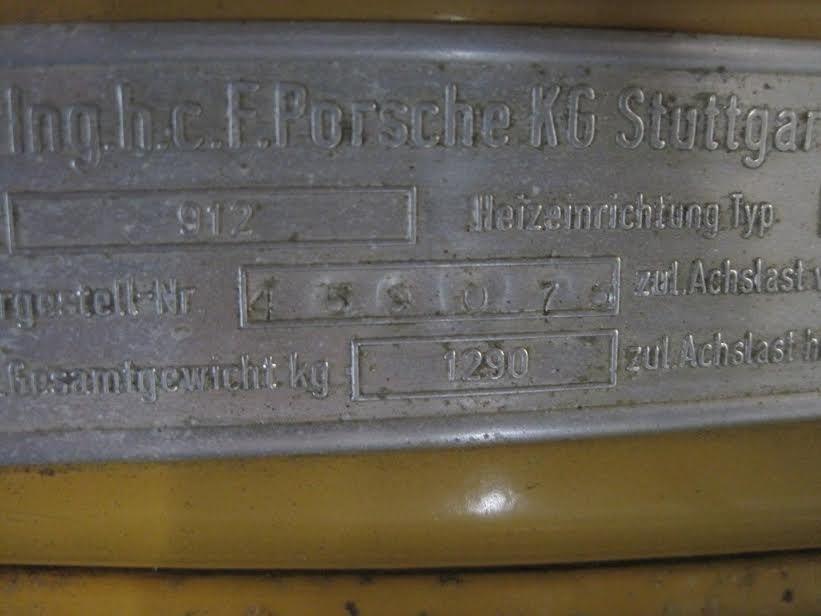 Ing.h.c.F.Porsche KG Stuttgar
912 Heizeinrichtung Typ
rgestell-Nr zul.Achslast
.Gesamtgewicht kg 1290 zul.Achslast h